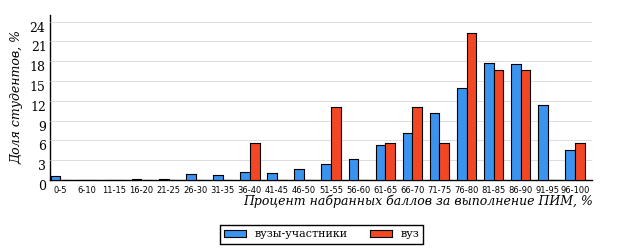 Доля студентов, %
24
21
18
15
12
9
6
3
0
0-5 6-10 11-15 16-20 21-25 26-30 31-35 36-40 41-45 46-50 51-55 56-60 61-65 66-70 71-75 76-80 81-85 86-90 91-95 96-100
Процент набранных баллов за выполнение ПИМ, %
вузы-участники вуз